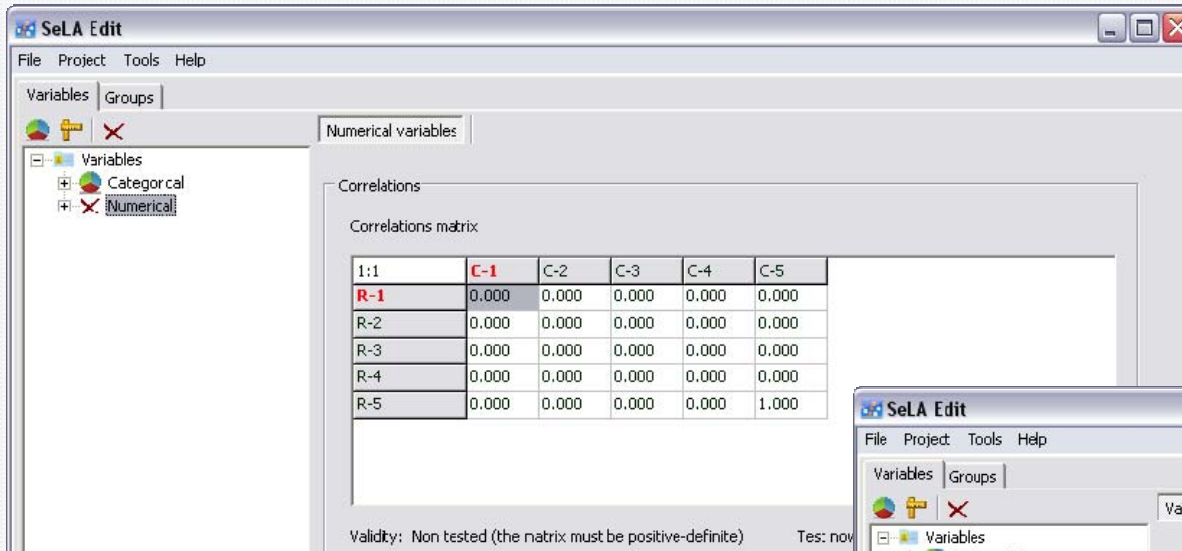 SeLA Edit
File Project Tools Help
Variables Groups
Numerical variables
Variables
Categorcal
Numerical
Correlations
Correlations matrix
1:1 C-1 C-2 C-3 C-4 C-5
R-1 0.000 0.000 0.000 0.000 0.000
R-2 0.000 0.000 0.000 0.000 0.000
R-3 0.000 0.000 0.000 0.000 0.000
R-4 0.000 0.000 0.000 0.000 0.000
R-5 0.000 0.000 0.000 0.000 1.000
Validity: Non tested (the matrix must be positive-definite) Test now
SeLA Edit
File Project Tools Help
Variables Groups
Va
Variables